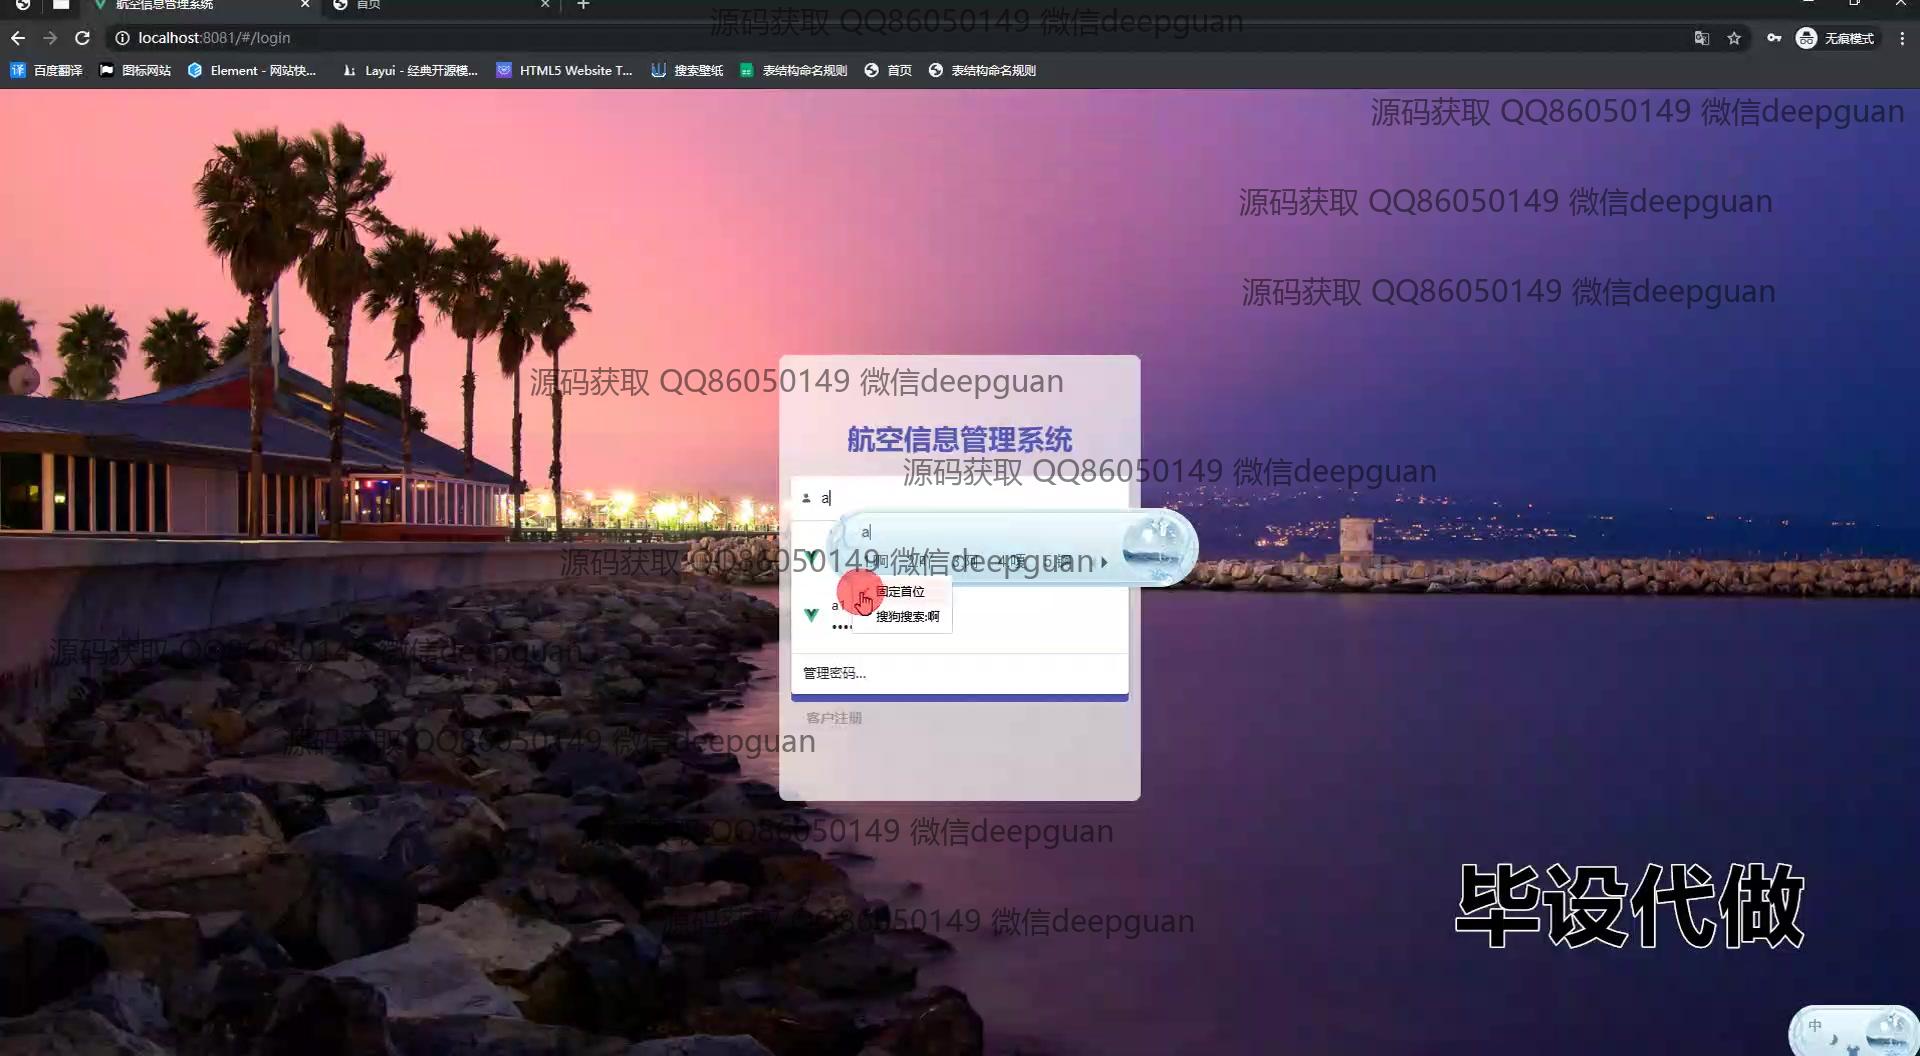 航空信息管理系统
首页
源码获取 QQ86050149 微信deepguan
localhost:8081/#/login
无痕模式
百度翻译
图标网站
Element - 网站快...
Layui - 经典开源模...
HTML5 Website T...
搜索壁纸
表结构命名规则
首页
表结构命名规则
源码获取 QQ86050149 微信deepguan
源码获取 QQ86050149 微信deepguan
源码获取 QQ86050149 微信deepguan
源码获取 QQ86050149 微信deepguan
航空信息管理系统
源码获取 QQ86050149 微信deepguan
a
a
源码获取 QQ86050149 微信deepguan
固定首位
a1
搜狗搜索:啊
源码获取 QQ86050149 微信deepguan
管理密码...
客户注册
源码获取 QQ86050149 微信deepguan
源码获取 QQ86050149 微信deepguan
毕设代做
源码获取 QQ86050149 微信deepguan
中